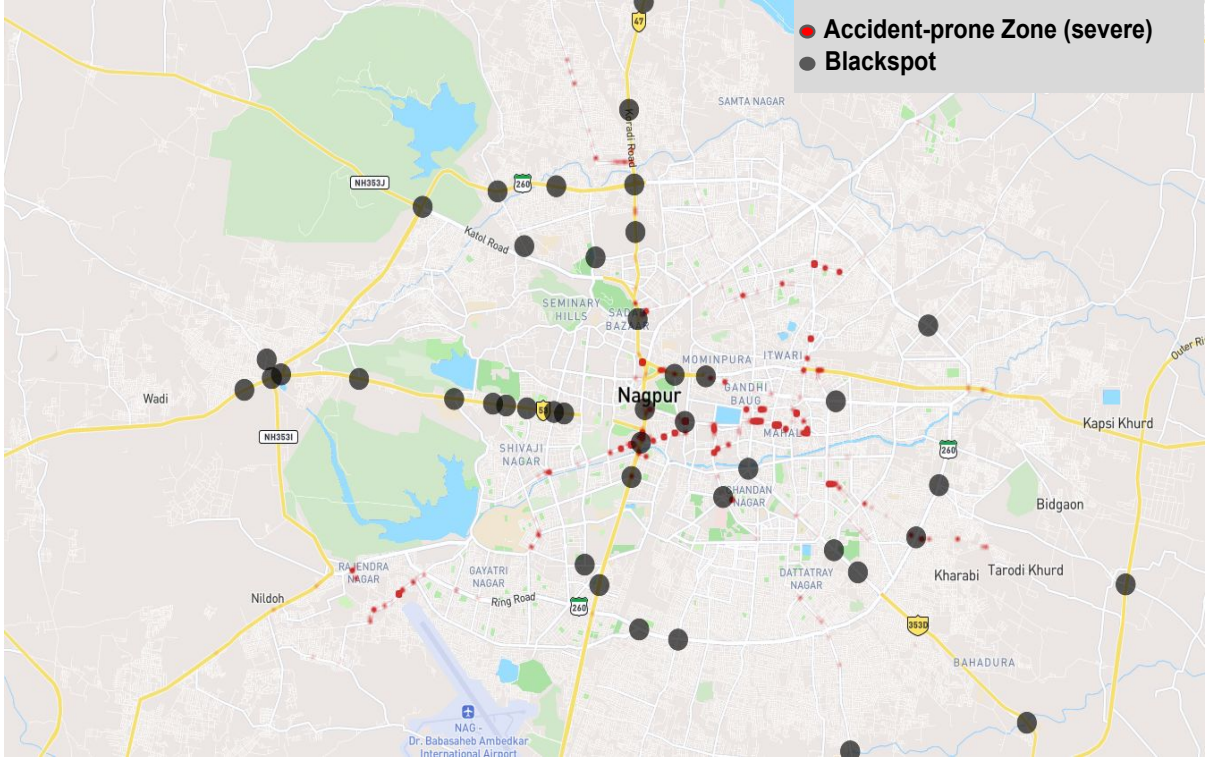 Accident-prone Zone (severe)
Blackspot
47
SAMTA NAGAR
Koradi Road
NH353J
260
Katol Road
SEMINARY
HILLS
SADAR
BAZAAR
MOMINPURA
ITWARI
Outer Ri
Nagpur
GANDHI
BAUG
Wadi
53
MAHAL
Kapsi Khurd
NH353I
SHIVAJI
NAGAR
260
CHANDAN
NAGAR
Bidgaon
RAJENDRA
NAGAR
GAYATRI
NAGAR
DATTATRAY
NAGAR
Kharabi
Tarodi Khurd
Nildoh
Ring Road
260
353D
BAHADURA
NAG -
Dr. Babasaheb Ambedkar
International Airport